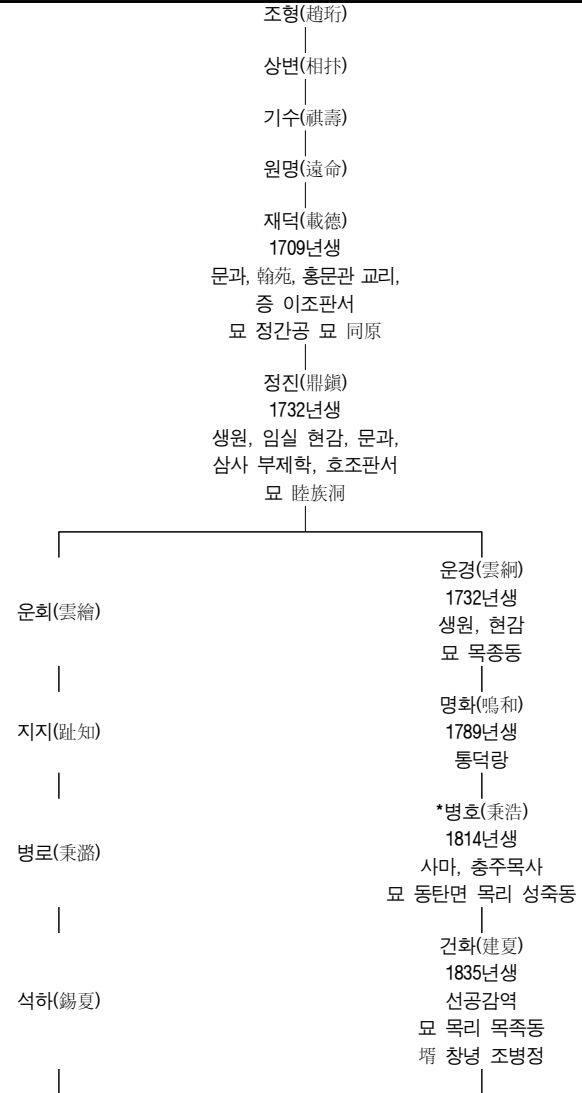 조형(趙珩)
상변(相抃)
기수(祺壽)
원명(遠命)
재덕(載德)
1709년생
문과, 翰苑, 홍문관 교리,
증 이조판서
묘 정간공 묘 同原
정진(鼎鎭)
1732년생
생원, 임실 현감, 문과,
삼사 부제학, 호조판서
묘 睦族洞
운회(雲繪)
지지(趾知)
병로(秉潞)
석하(錫夏)
운경(雲絅)
1732년생
생원, 현감
묘 목종동
명화(鳴和)
1789년생
통덕랑
*병호(秉浩)
1814년생
사마, 충주목사
묘 동탄면 목리 성죽동
건화(建夏)
1835년생
선공감역
묘 목리 목족동
壻 창녕 조병정